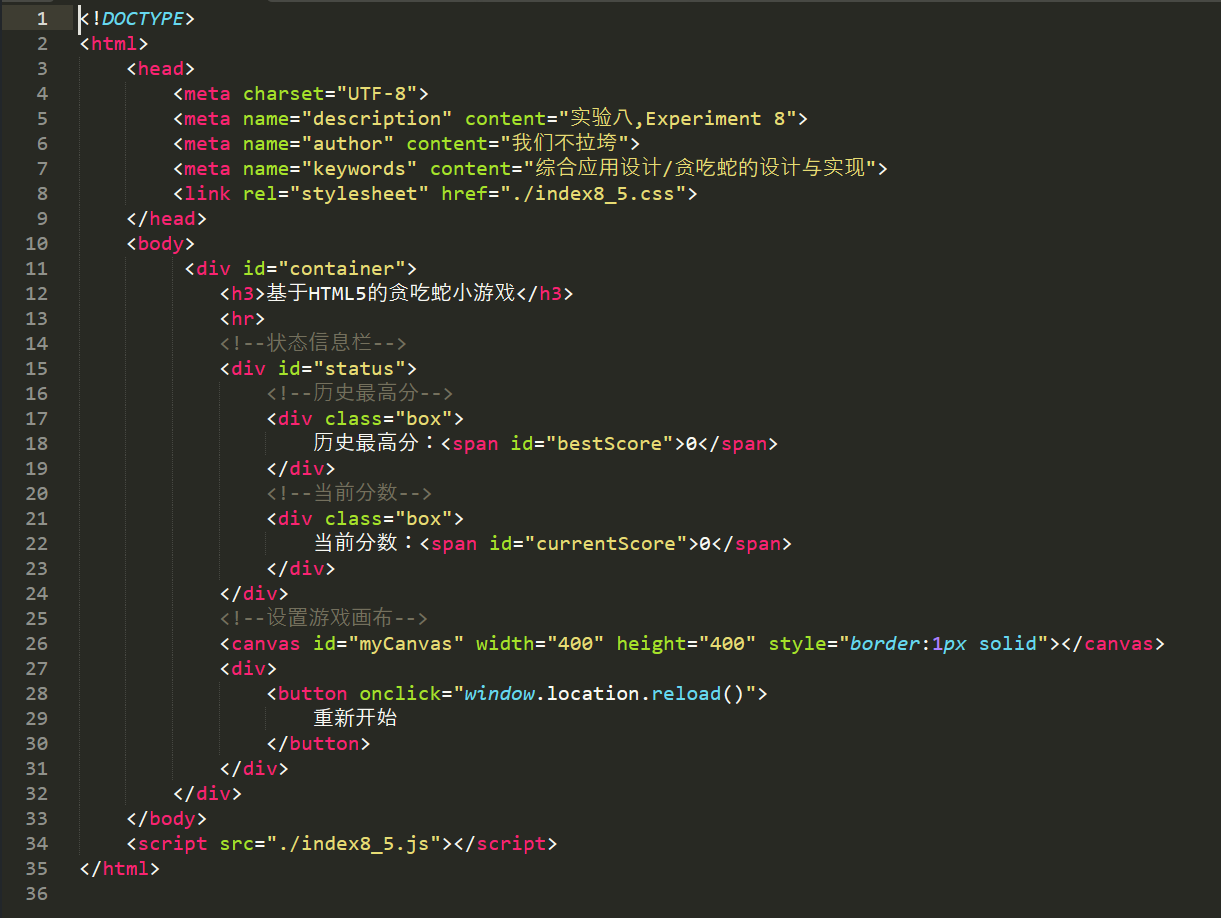 1 <!DOCTYPE>
2 <html>
3     <head>
4         <meta charset="UTF-8">
5         <meta name="description" content="实验八,Experiment 8">
6         <meta name="author" content="我们不拉垮">
7         <meta name="keywords" content="综合应用设计/贪吃蛇的设计与实现">
8         <link rel="stylesheet" href="./index8_5.css">
9     </head>
10     <body>
11          <div id="container">
12             <h3>基于HTML5的贪吃蛇小游戏</h3>
13             <hr>
14             <!--状态信息栏-->
15             <div id="status">
16                 <!--历史最高分-->
17                 <div class="box">
18                     历史最高分：<span id="bestScore">0</span>
19                 </div>
20                 <!--当前分数-->
21                 <div class="box">
22                     当前分数：<span id="currentScore">0</span>
23                 </div>
24             </div>
25             <!--设置游戏画布-->
26             <canvas id="myCanvas" width="400" height="400" style="border:1px solid"></canvas>
27             <div>
28                 <button onclick="window.location.reload()">
29                     重新开始
30                 </button>
31             </div>
32         </div>
33     </body>
34     <script src="./index8_5.js"></script>
35 </html>
36